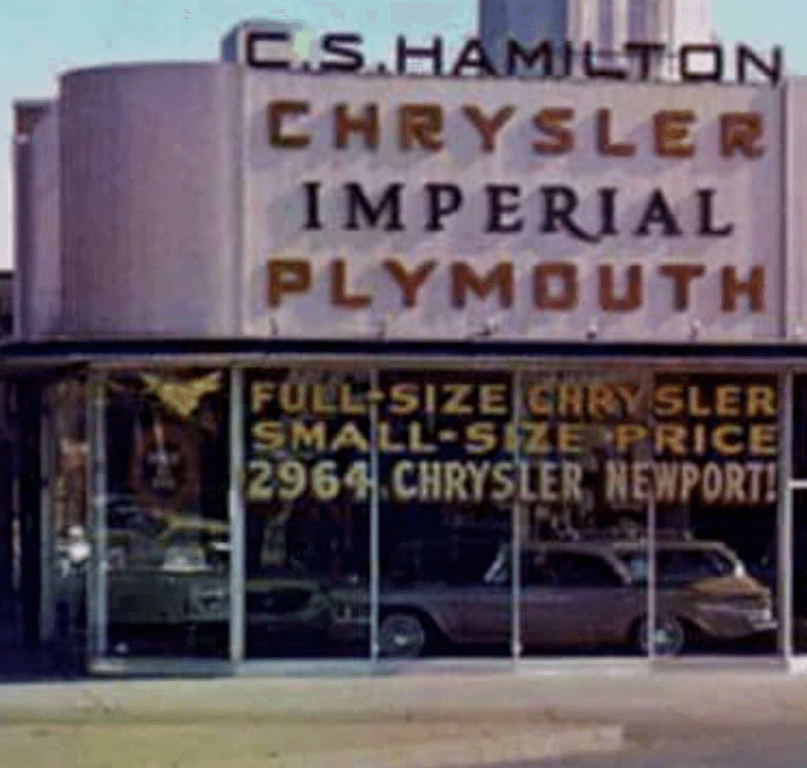 C.S. HAMILTON
CHRYSLER
IMPERIAL
PLYMOUTH
FULL-SIZE CHRYSLER
SMALL-SIZE PRICE
2964 CHRYSLER NEWPORT!